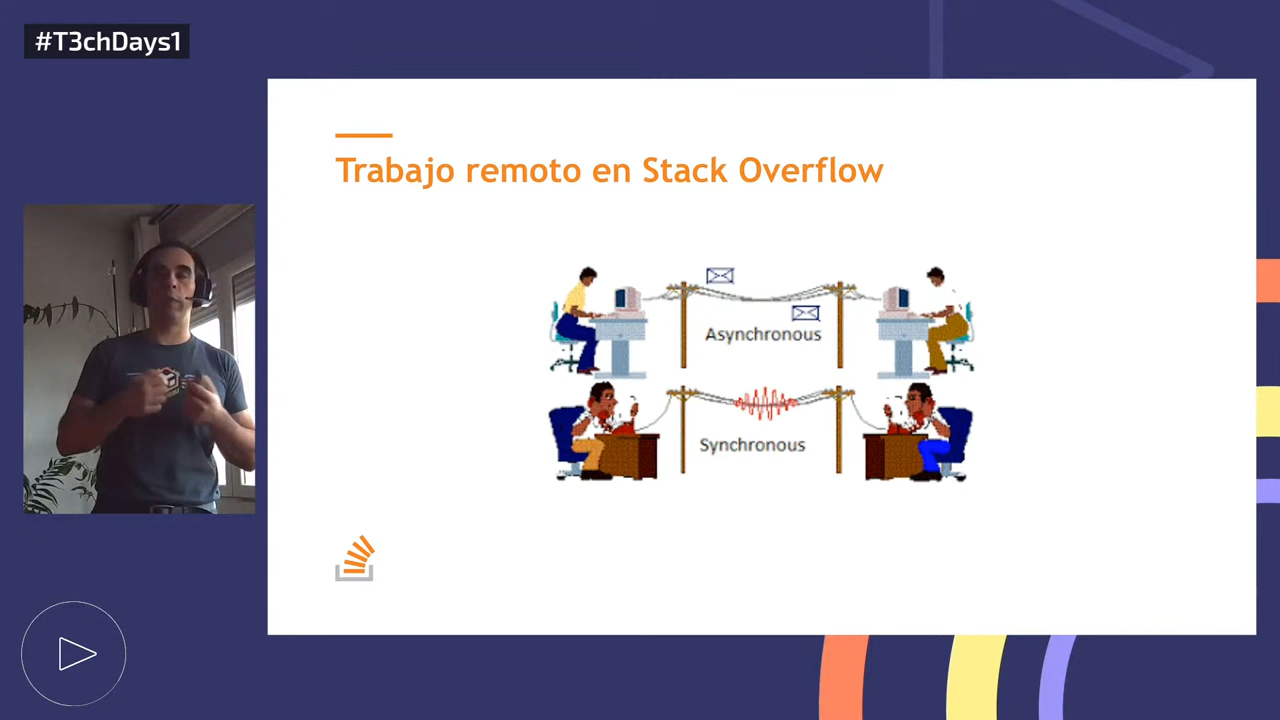 #T3chDays1
Trabajo remoto en Stack Overflow
Asynchronous
Synchronous